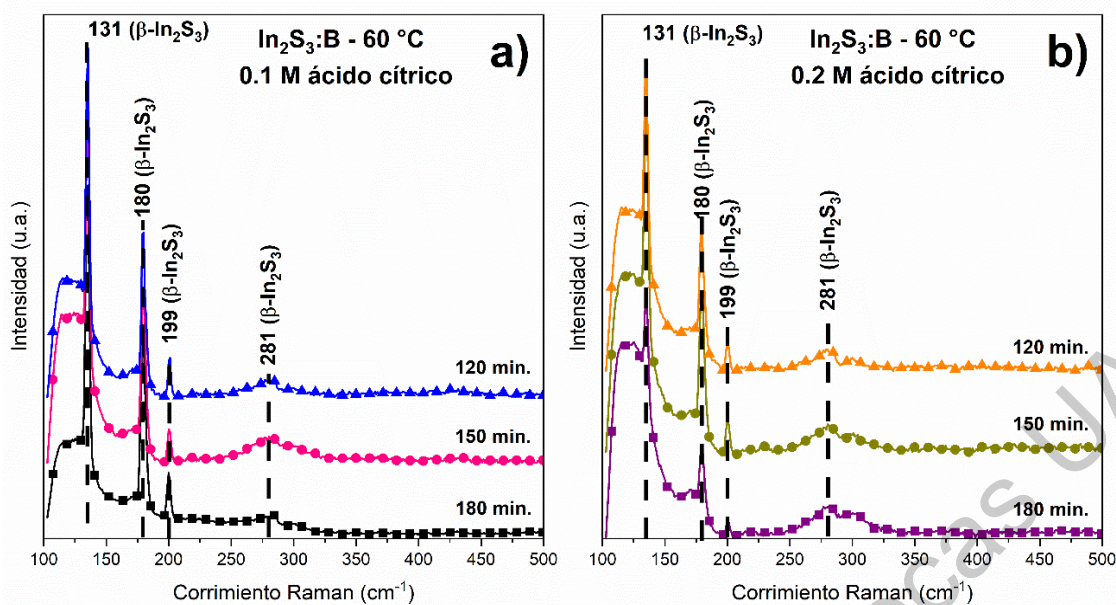 131 (β-In₂S₃)
In₂S₃:B - 60 °C
0.1 M ácido cítrico
a)
180 (β-In₂S₃)
199 (β-In₂S₃)
281 (β-In₂S₃)
120 min.
150 min.
180 min.
Intensidad (u.a.)
100 150 200 250 300 350 400 450 500
Corrimiento Raman (cm⁻¹)
131 (β-In₂S₃)
In₂S₃:B - 60 °C
0.2 M ácido cítrico
b)
180 (β-In₂S₃)
199 (β-In₂S₃)
281 (β-In₂S₃)
120 min.
150 min.
180 min.
Intensidad (u.a.)
100 150 200 250 300 350 400 450 500
Corrimiento Raman (cm⁻¹)